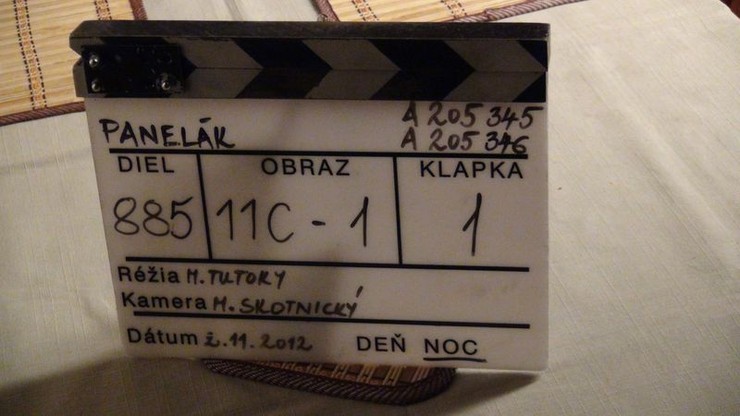 PANELÁK A 205 345
A 205 346
DIEL OBRAZ KLAPKA
885 11C - 1 1
Réžia M. TUTORY
Kamera M. SKOTNICKÝ
Dátum 2.11.2012 DEŇ NOC